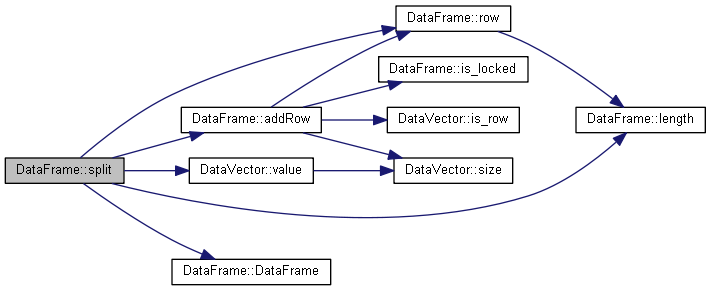 DataFrame::row
DataFrame::is_locked
DataFrame::addRow
DataVector::is_row
DataFrame::length
DataFrame::split
DataVector::value
DataVector::size
DataFrame::DataFrame